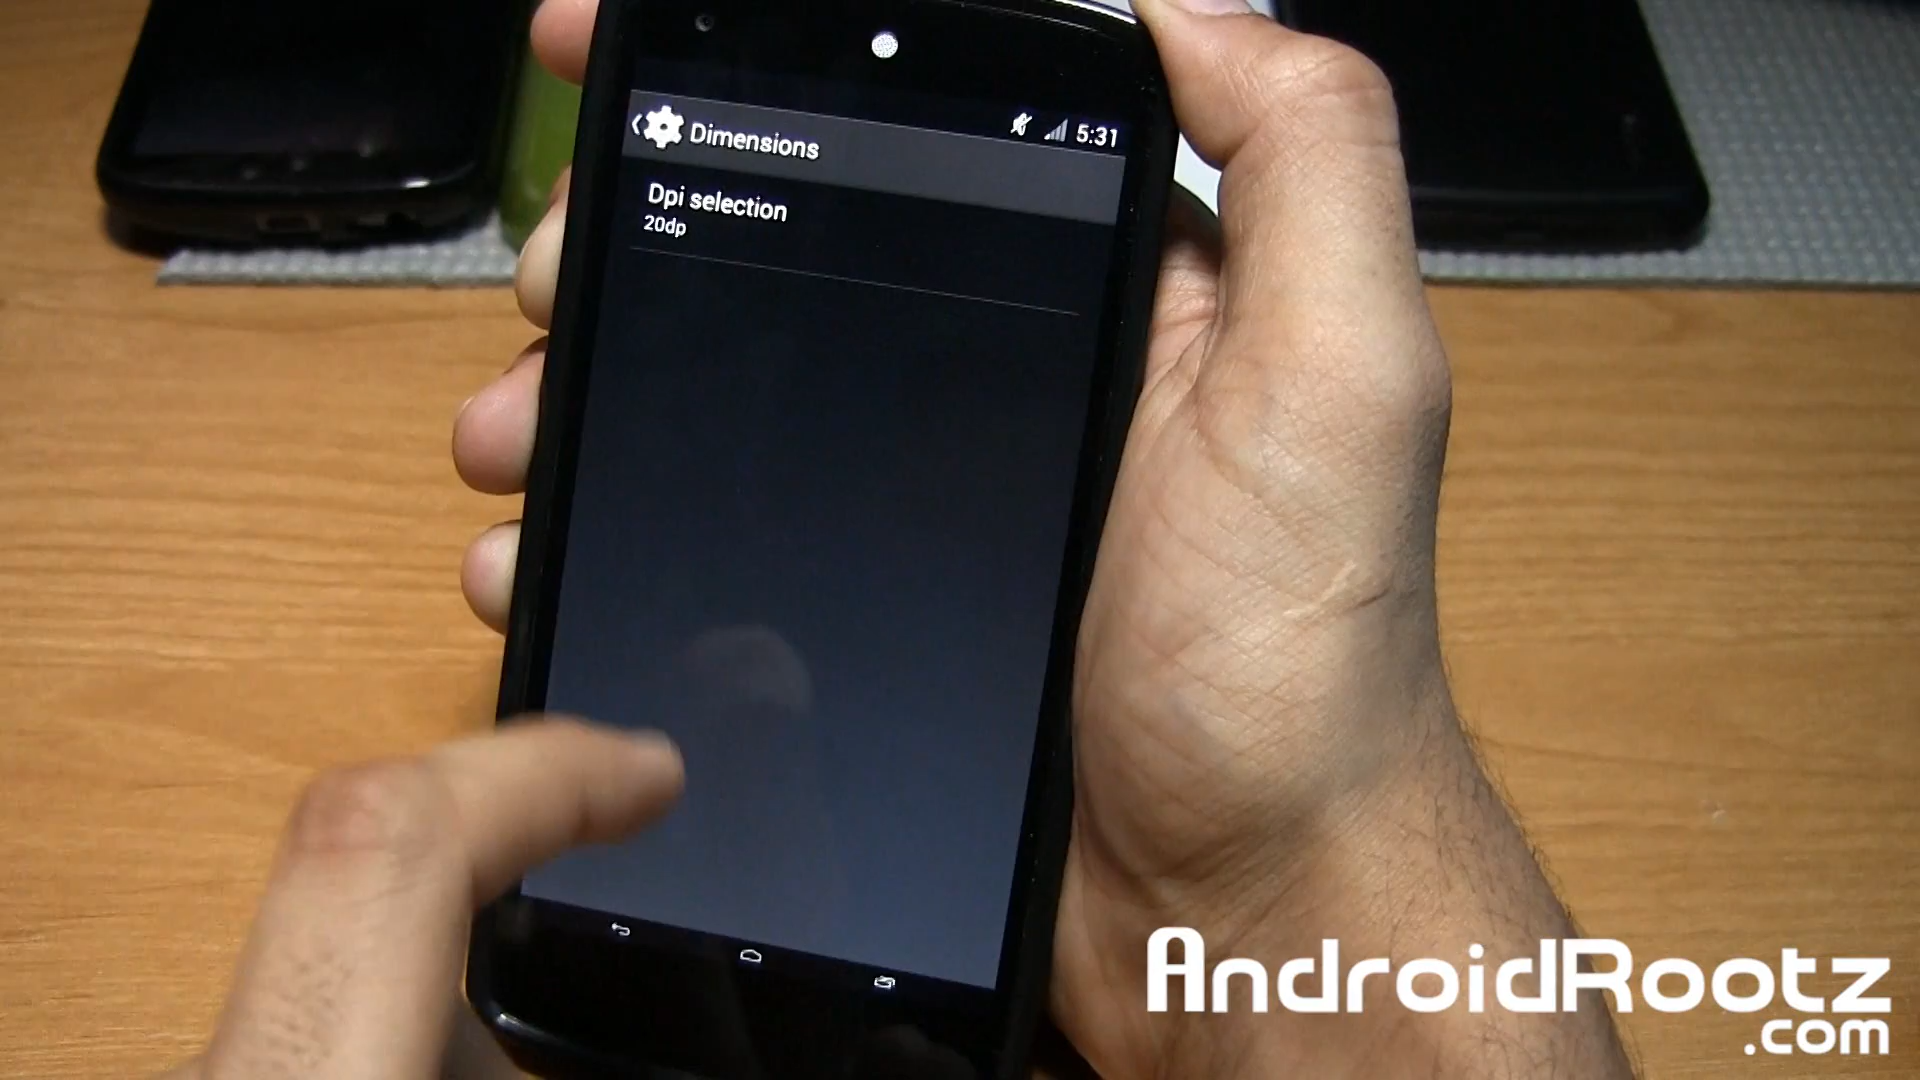 5:31
Dimensions
Dpi selection
20dp
AndroidRootz
.com